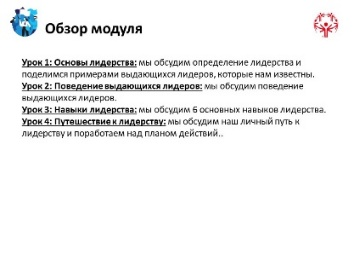 Обзор модуля
Урок 1: Основы лидерства: мы обсудим определение лидерства и
поделимся примерами выдающихся лидеров, которые нам известны.
Урок 2: Поведение выдающихся лидеров: мы обсудим поведение
выдающихся лидеров.
Урок 3: Навыки лидерства: мы обсудим 6 основных навыков лидерства.
Урок 4: Путешествие к лидерству: мы обсудим наш личный путь к
лидерству и поработаем над планом действий..